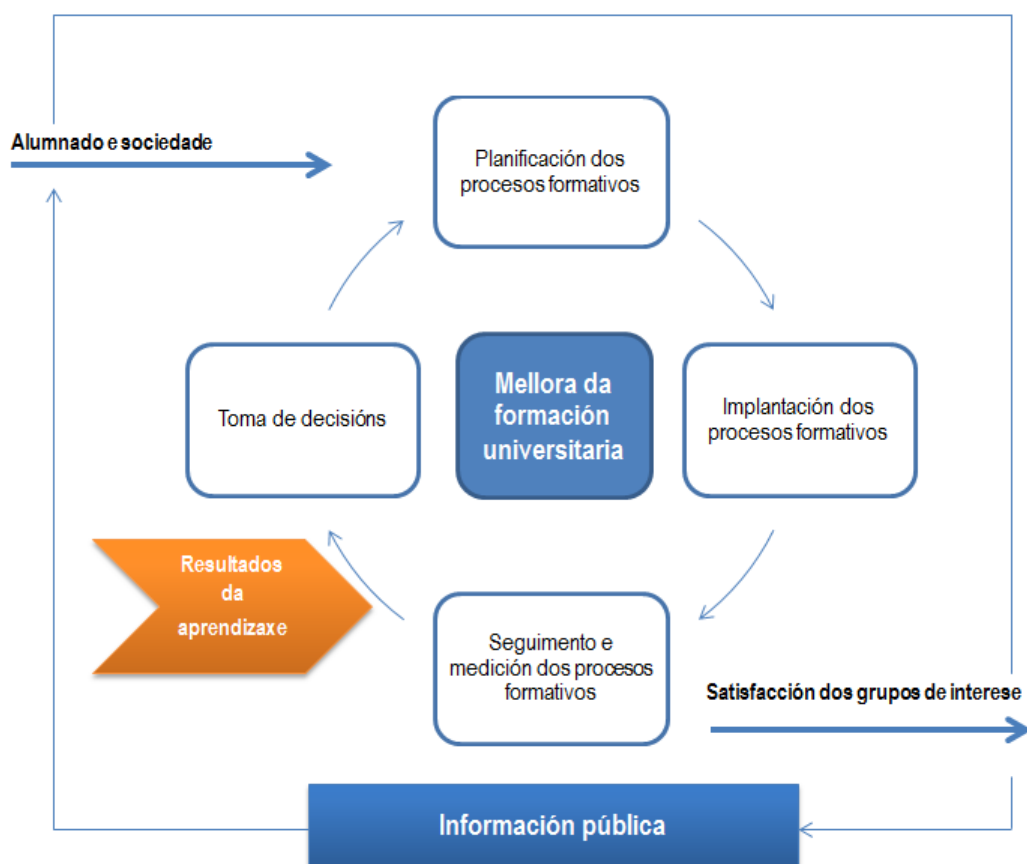 Alumnado e sociedade
Planificación dos
procesos formativos
Toma de decisións
Mellora da
formación
universitaria
Implantación dos
procesos formativos
Resultados
da
aprendizaxe
Seguimento e
medición dos procesos
formativos
Satisfacción dos grupos de interese
Información pública